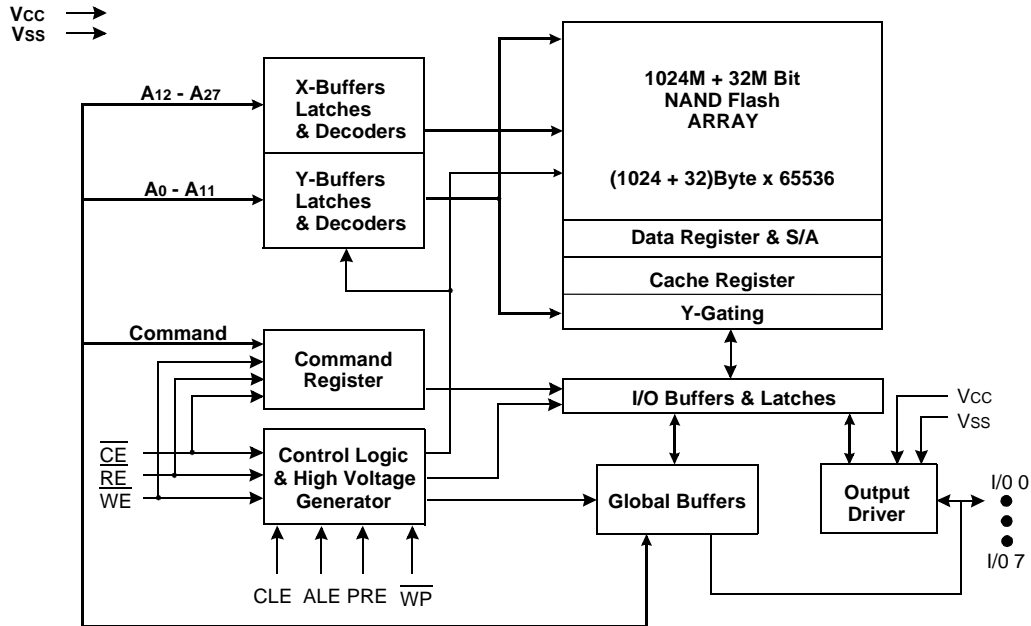 VCC
VSS
A12 - A27
X-Buffers
Latches
& Decoders
A0 - A11
Y-Buffers
Latches
& Decoders
1024M + 32M Bit
NAND Flash
ARRAY
(1024 + 32)Byte x 65536
Data Register & S/A
Cache Register
Y-Gating
Command
Command
Register
I/O Buffers & Latches
VCC
VSS
CE
RE
WE
Control Logic
& High Voltage
Generator
Global Buffers
Output
Driver
I/0 0
I/0 7
CLE
ALE
PRE
WP